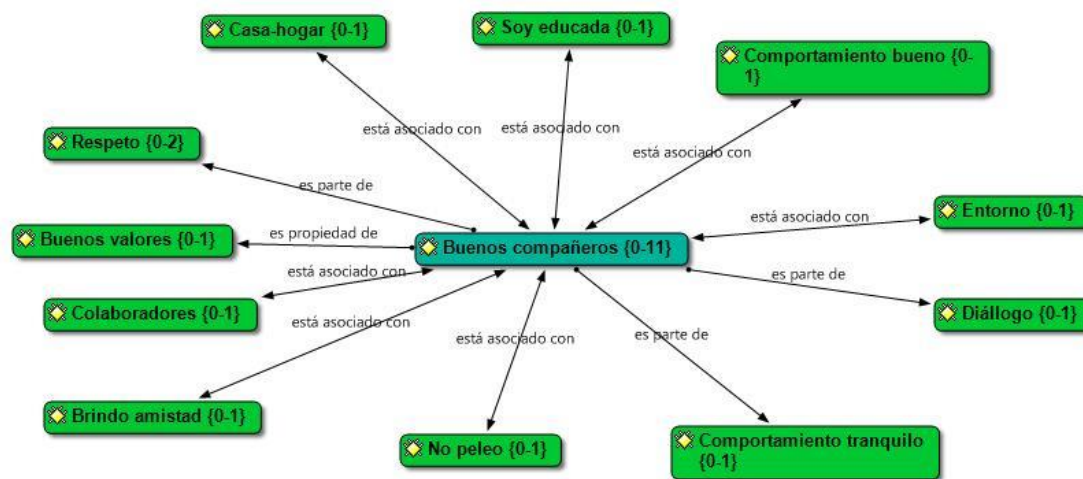 Casa-hogar {0-1}
Soy educada {0-1}
Comportamiento bueno {0-
1}
está asociado con
está asociado con
está asociado con
Respeto {0-2}
es parte de
Entorno {0-1}
está asociado con
Buenos valores {0-1}
es propiedad de
Buenos compañeros {0-11}
está asociado con
es parte de
Colaboradores {0-1}
Diállogo {0-1}
está asociado con
está asociado con
es parte de
Brindo amistad {0-1}
No peleo {0-1}
Comportamiento tranquilo
{0-1}